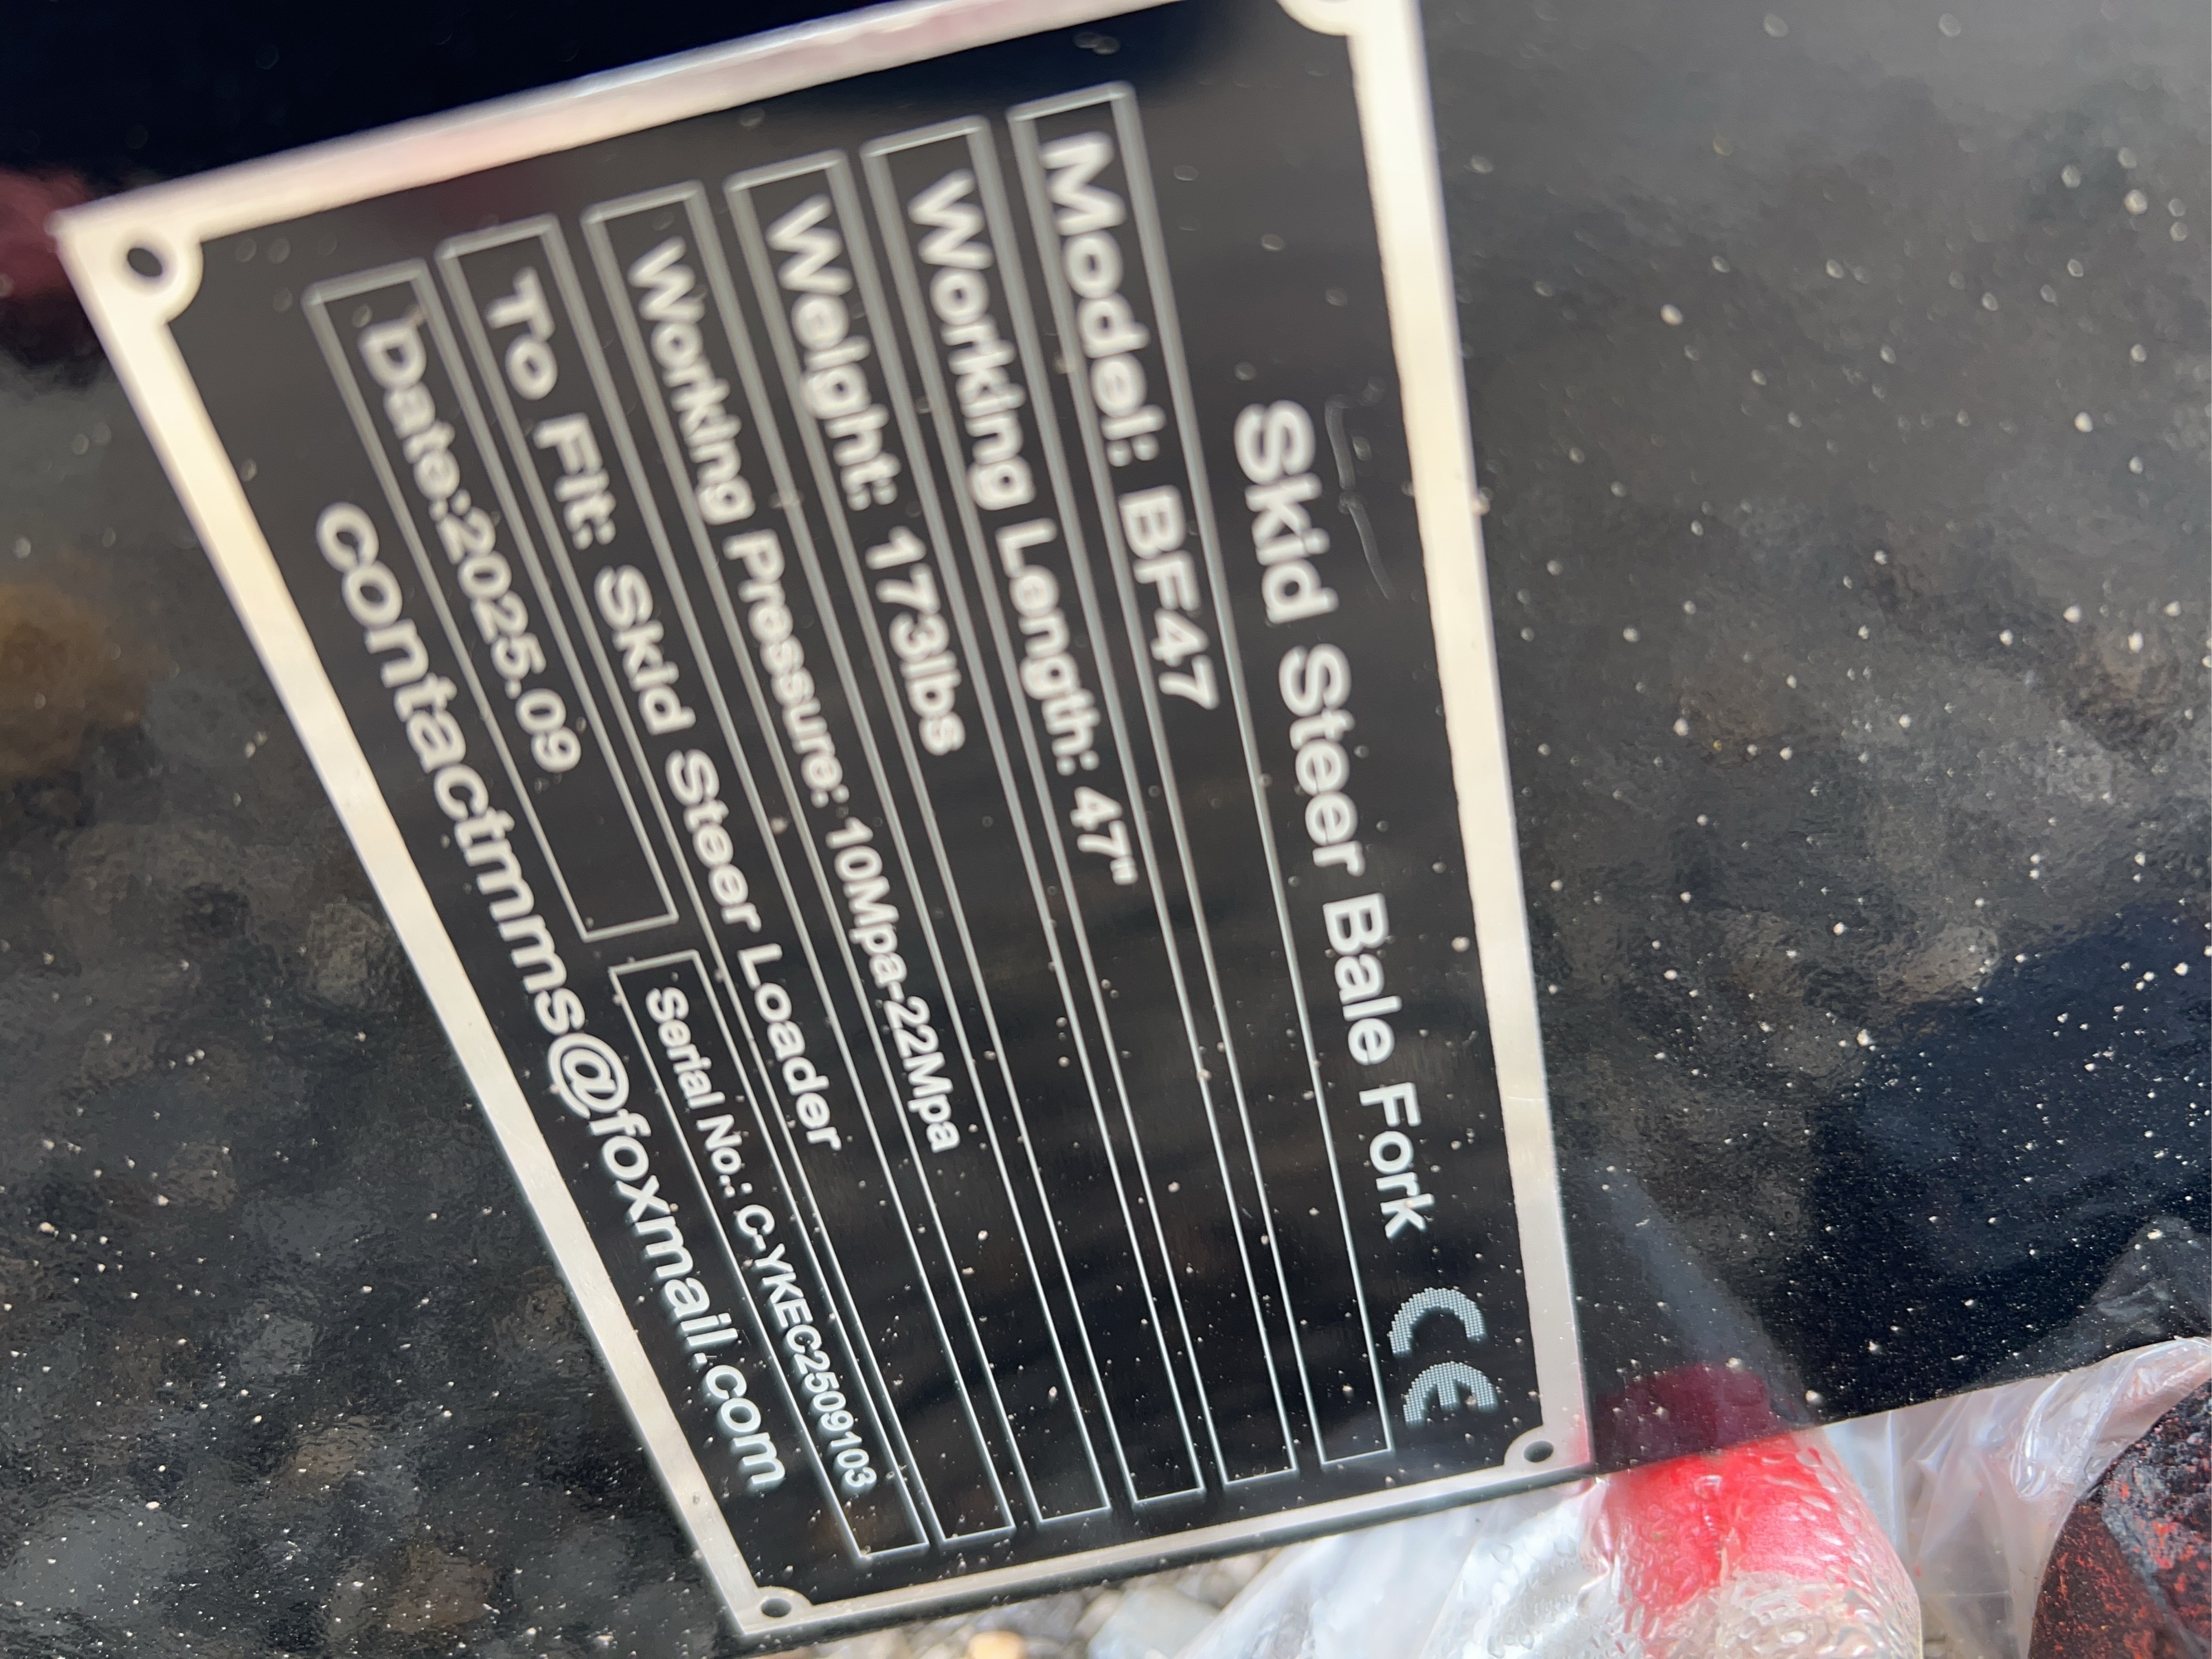 Skid Steer Bale Fork CE
Model: BF47
Working Length: 47"
Weight: 173lbs
Working Pressure: 10Mpa-22Mpa
To Fit: Skid Steer Loader
Date:2025.09
Serial No.: C-YKEC2509103
contactmms@foxmail.com